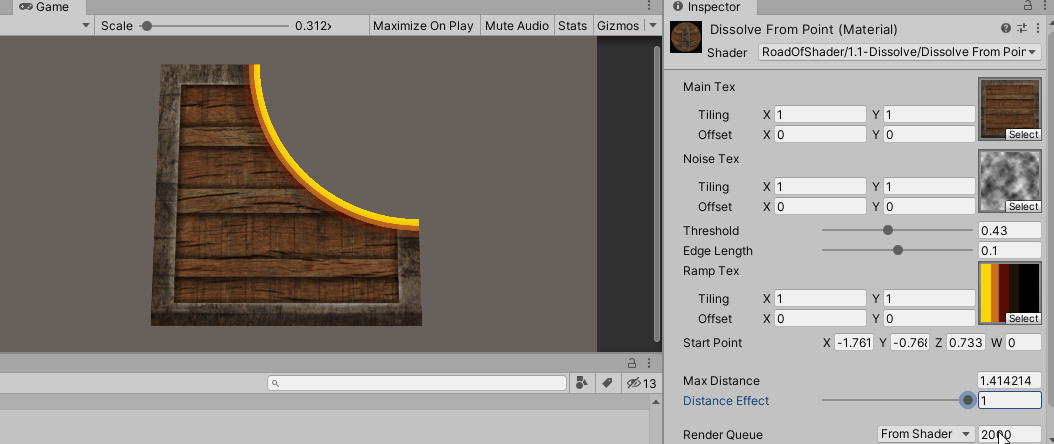 Game
Scale 0.312x Maximize On Play Mute Audio Stats Gizmos
13
Inspector
Dissolve From Point (Material)
Shader RoadOfShader/1.1-Dissolve/Dissolve From Poir
Main Tex
Tiling X 1 Y 1
Offset X 0 Y 0
Select
Noise Tex
Tiling X 1 Y 1
Offset X 0 Y 0
Select
Threshold 0.43
Edge Length 0.1
Ramp Tex
Tiling X 1 Y 1
Offset X 0 Y 0
Select
Start Point X -1.761 Y -0.768 Z 0.733 W 0
Max Distance 1.414214
Distance Effect 1
Render Queue From Shader 2000